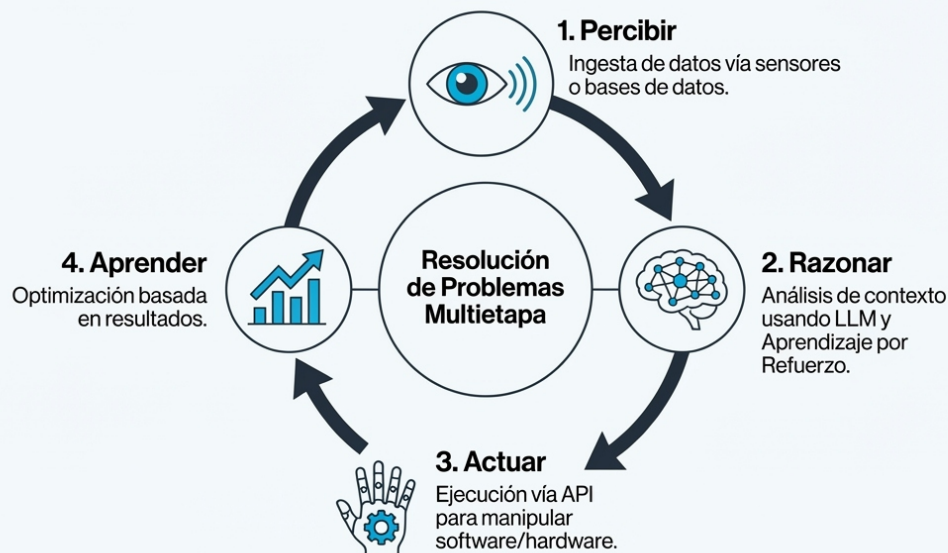 1. Percibir
Ingesta de datos vía sensores
o bases de datos.
2. Razonar
Análisis de contexto
usando LLM y
Aprendizaje por
Refuerzo.
3. Actuar
Ejecución vía API
para manipular
software/hardware.
4. Aprender
Optimización basada
en resultados.
Resolución
de Problemas
Multietapa